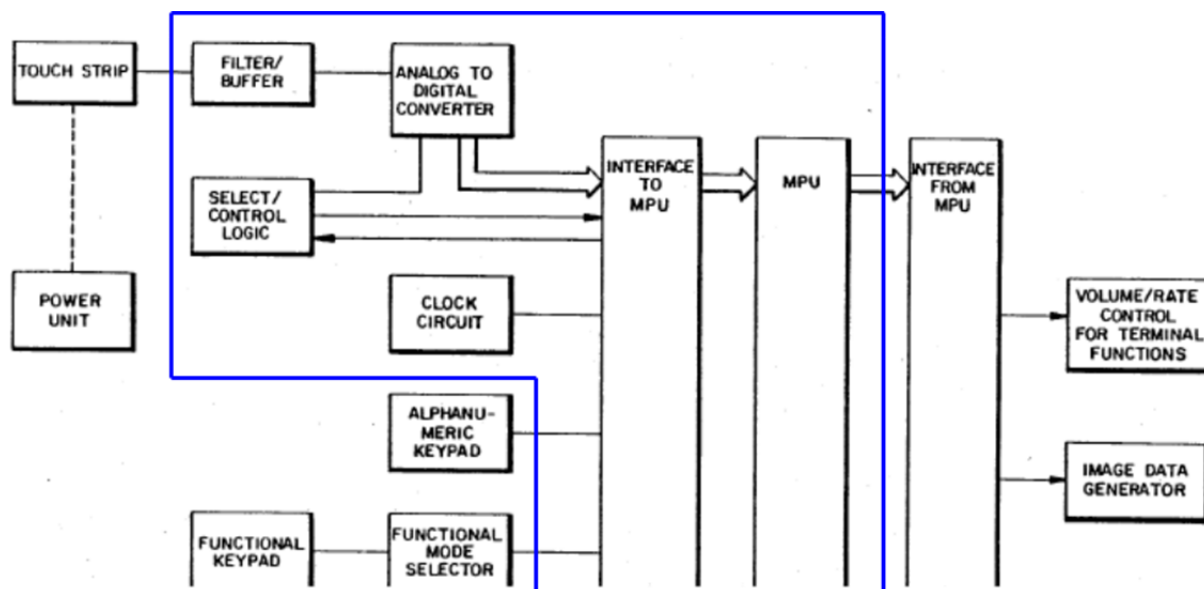 TOUCH STRIP
FILTER/
BUFFER
ANALOG TO
DIGITAL
CONVERTER
SELECT/
CONTROL
LOGIC
INTERFACE
TO
MPU
MPU
INTERFACE
FROM
MPU
POWER
UNIT
CLOCK
CIRCUIT
VOLUME/RATE
CONTROL
FOR TERMINAL
FUNCTIONS
ALPHANU-
MERIC
KEYPAD
IMAGE DATA
GENERATOR
FUNCTIONAL
KEYPAD
FUNCTIONAL
MODE
SELECTOR